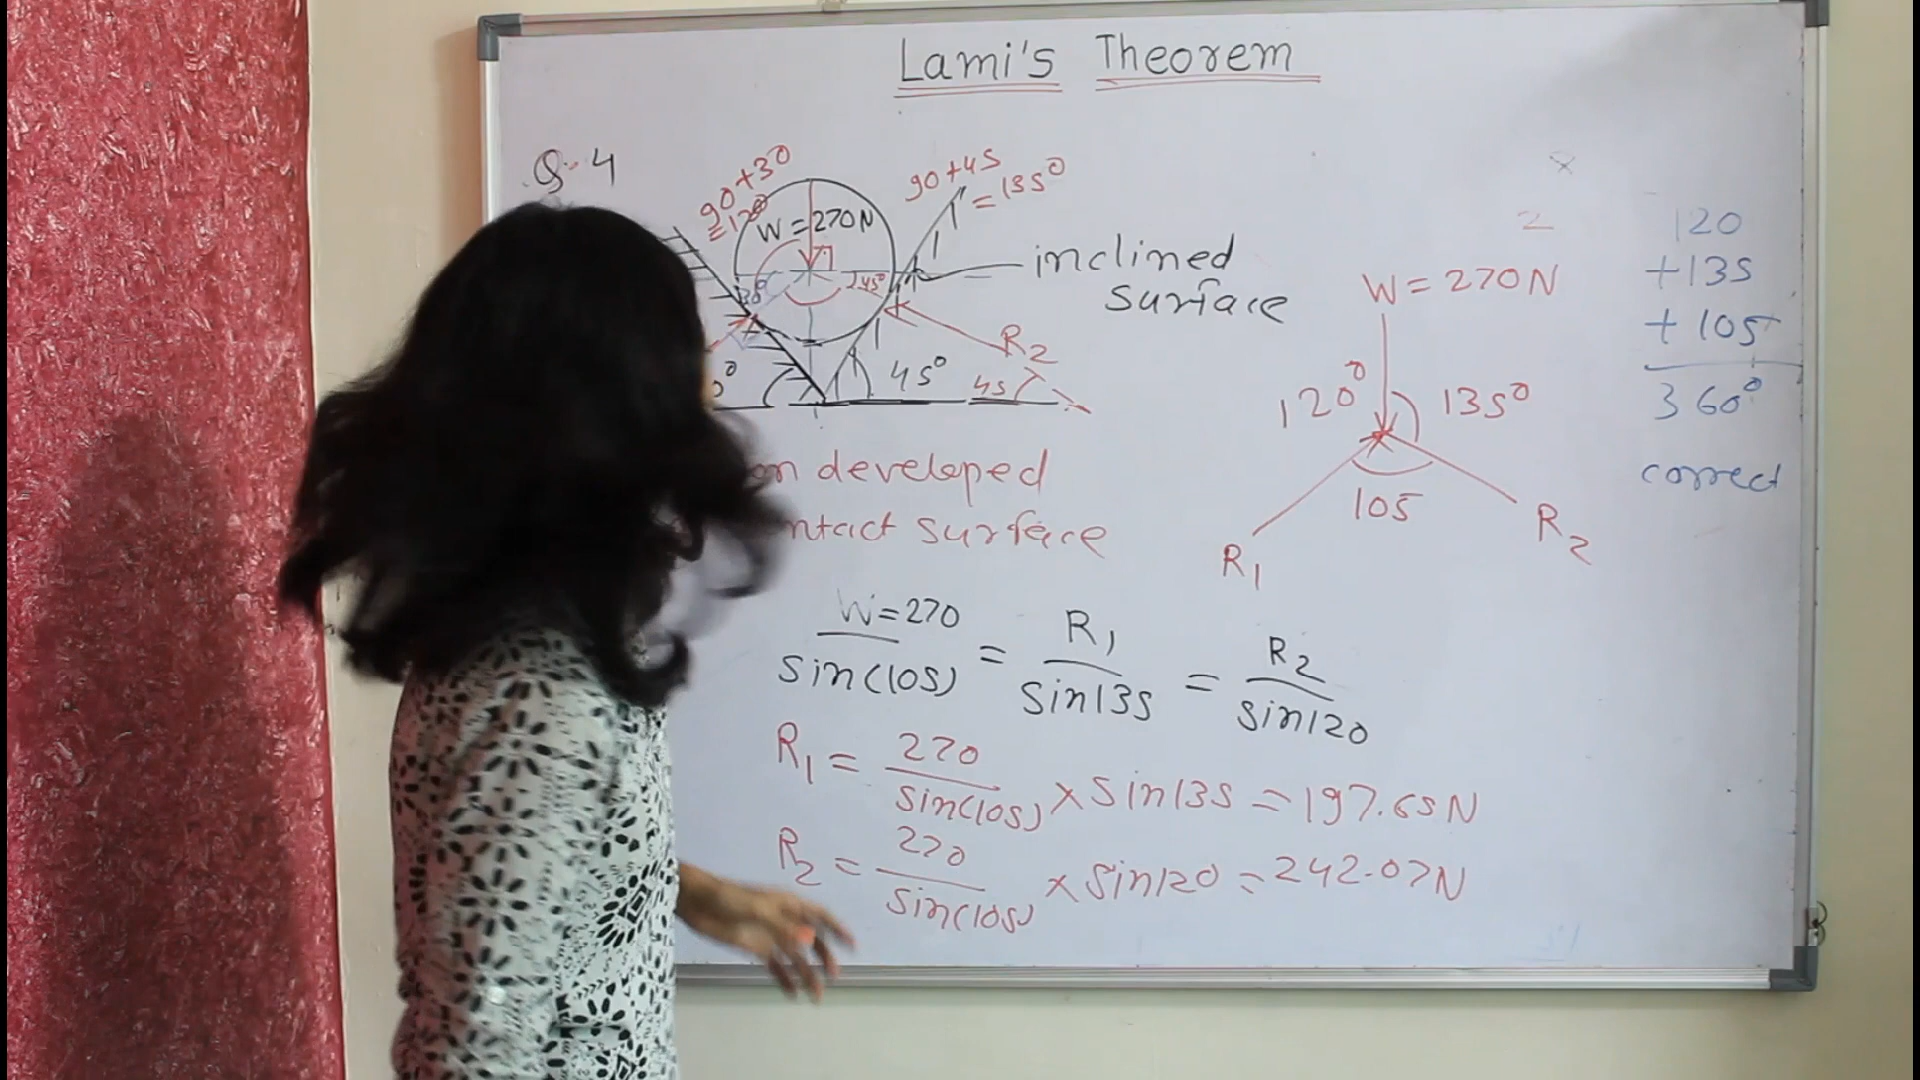 Lami's Theorem
Q-4
90+30
=120
90+45
=135°
W=270N
30°
45°
inclined
surface
R2
45°
45
on developed
ntact surface
W=270N
120°
135°
105
R1
R2
120
+135
+105
360°
correct
W=270/sin(105) = R1/sin135 = R2/sin120
R1 = 270/sin(105) × sin135 = 197.65N
R2 = 270/sin(105) × sin120 = 242.07N